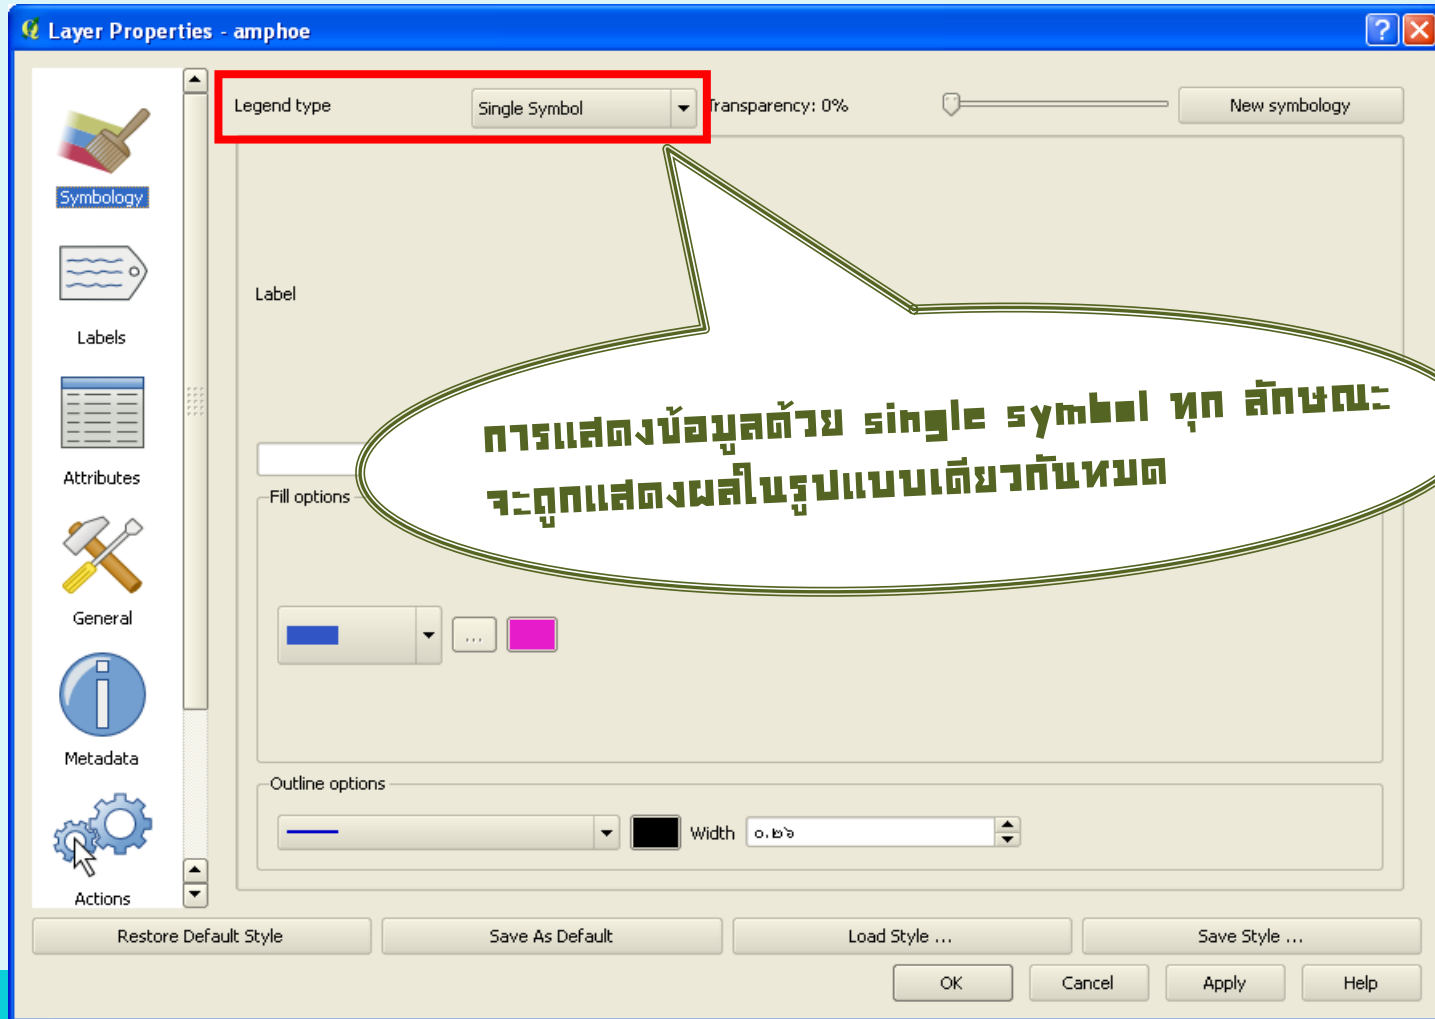 Layer Properties - amphoe
Legend type
Single Symbol
Transparency: 0%
New symbology
Symbology
Labels
Attributes
General
Metadata
Actions
Label
การแสดงข้อมูลด้วย single symbol ทุก ลักษณะ
จะถูกแสดงผลในรูปแบบเดียวกันหมด
Fill options
...
Outline options
Width
๐.๒๖
Restore Default Style
Save As Default
Load Style ...
Save Style ...
OK
Cancel
Apply
Help